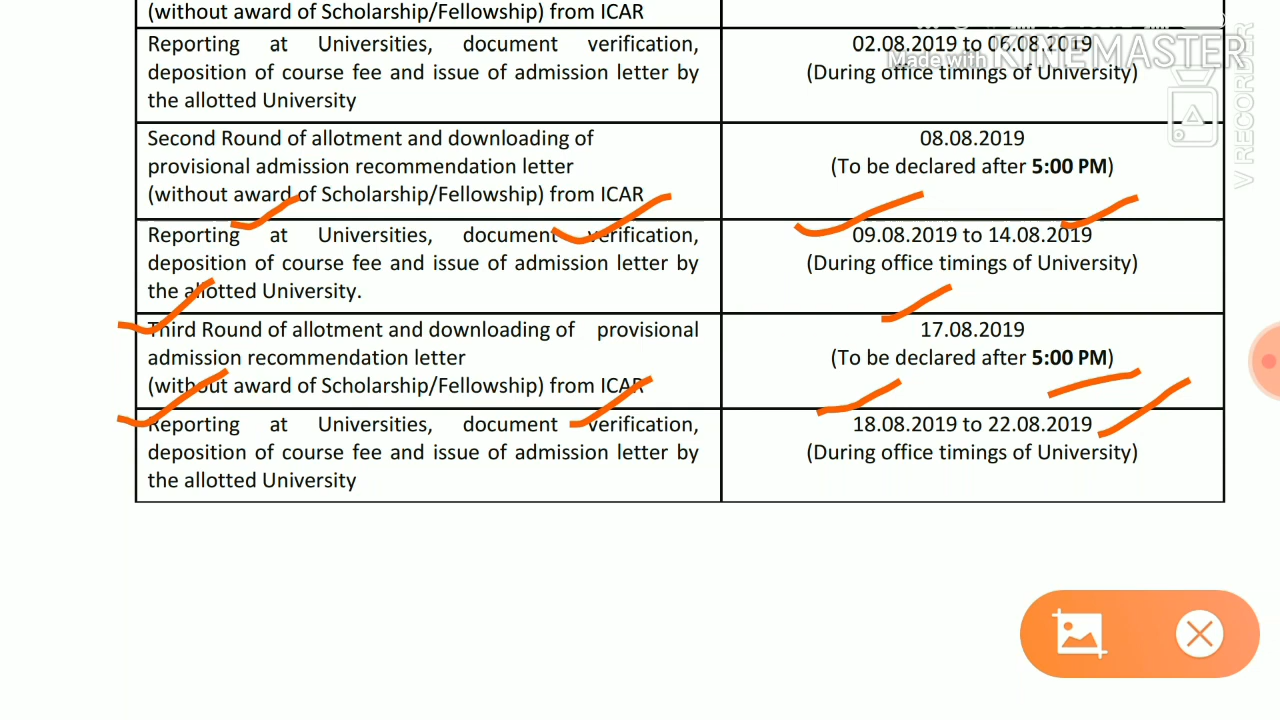 (without award of Scholarship/Fellowship) from ICAR
Reporting at Universities, document verification,
deposition of course fee and issue of admission letter by
the allotted University
02.08.2019 to 06.08.2019
(During office timings of University)
Made with KINEMASTER
V RECORDER
Second Round of allotment and downloading of
provisional admission recommendation letter
(without award of Scholarship/Fellowship) from ICAR
08.08.2019
(To be declared after 5:00 PM)
Reporting at Universities, document verification,
deposition of course fee and issue of admission letter by
the allotted University.
09.08.2019 to 14.08.2019
(During office timings of University)
Third Round of allotment and downloading of provisional
admission recommendation letter
(without award of Scholarship/Fellowship) from ICAR
17.08.2019
(To be declared after 5:00 PM)
Reporting at Universities, document verification,
deposition of course fee and issue of admission letter by
the allotted University
18.08.2019 to 22.08.2019
(During office timings of University)